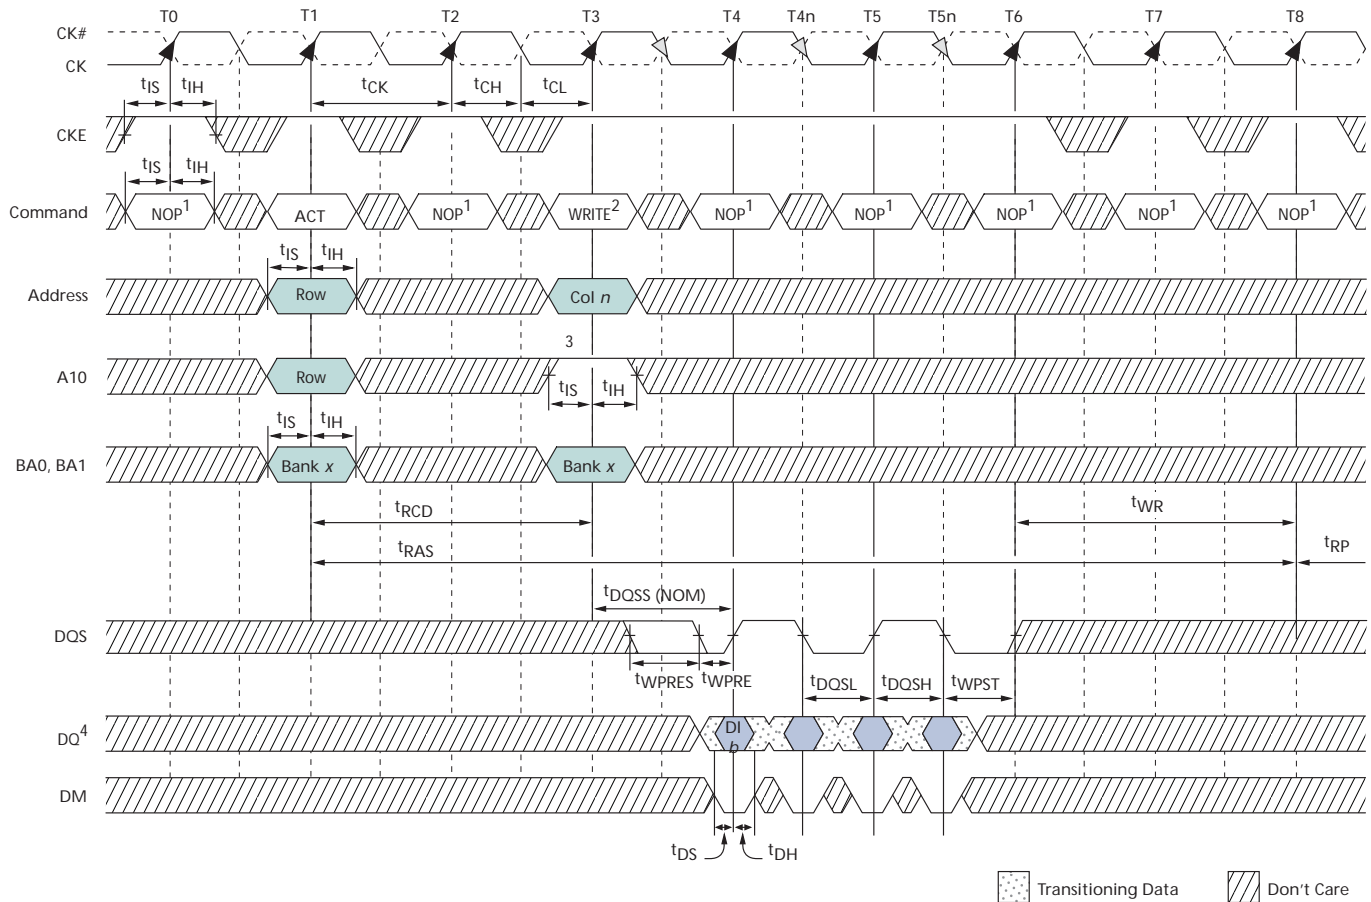 T0 T1 T2 T3 T4 T4n T5 T5n T6 T7 T8
CK#
CK
tIS tIH tCK tCH tCL
CKE
tIS tIH
Command NOP1 ACT NOP1 WRITE2 NOP1 NOP1 NOP1 NOP1 NOP1
tIS tIH
Address Row Col n
3
A10 Row
tIS tIH
tIS tIH
BA0, BA1 Bank x Bank x
tRCD tWR
tRAS tRP
tDQSS (NOM)
DQS
tWPRES tWPRE tDQSL tDQSH tWPST
DQ4 DI
b
DM
tDS tDH
Transitioning Data Don't Care